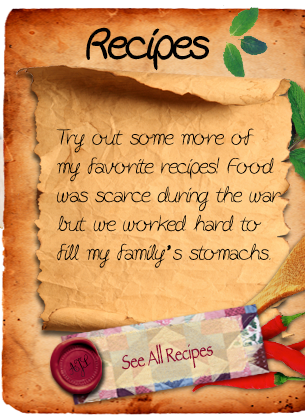 Recipes
Try out some more of
my favorite recipes! Food
was scarce during the war
but we worked hard to
fill my family's stomachs.
See All Recipes